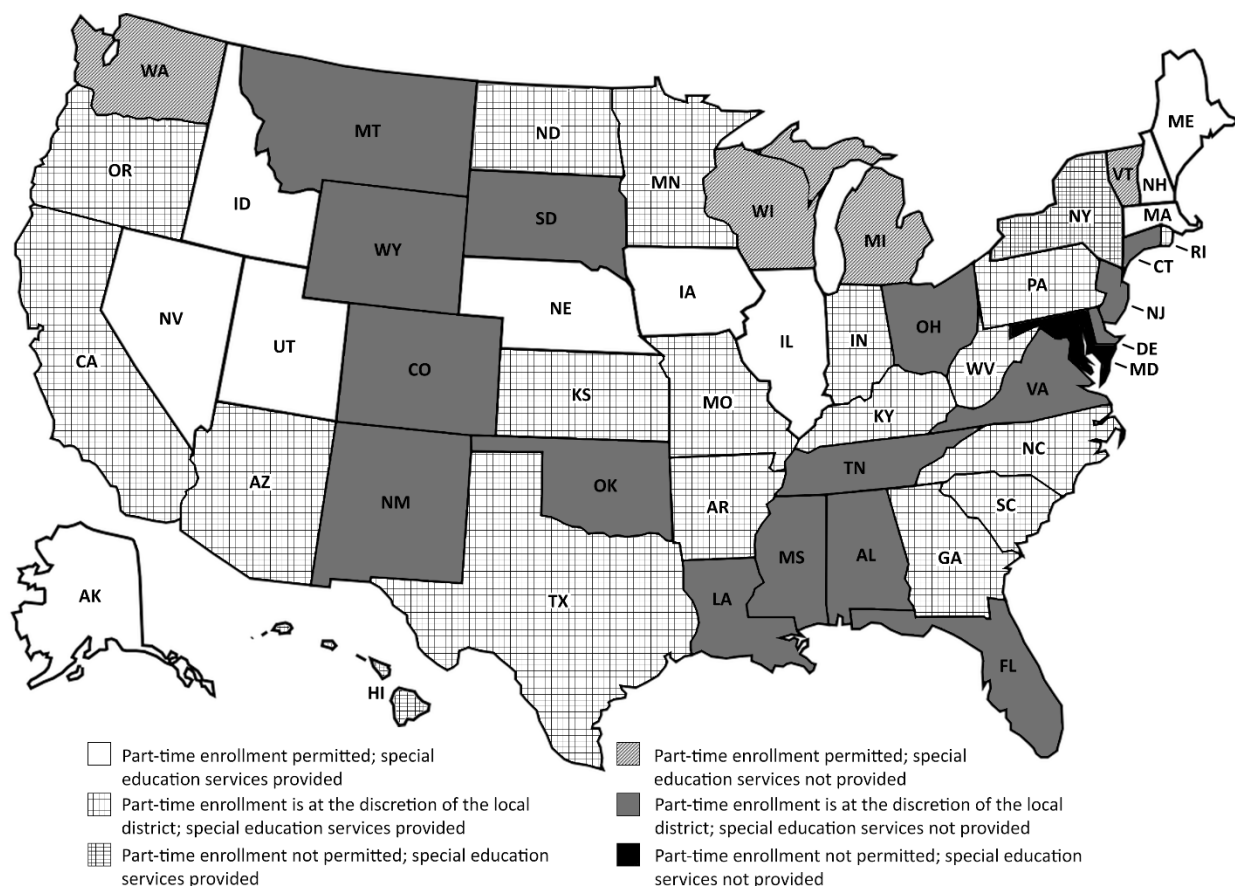 WA
MT
ND
ME
OR
MN
VT
NH
ID
WI
NY
MA
SD
MI
RI
WY
CT
PA
IA
NE
NJ
NV
IL
IN
OH
UT
DE
CA
CO
WV
MD
KS
MO
VA
KY
NC
TN
AZ
OK
NM
AR
SC
MS
AL
GA
AK
TX
LA
FL
HI
Part-time enrollment permitted; special
education services provided
Part-time enrollment is at the discretion of the local
district; special education services provided
Part-time enrollment not permitted; special education
services provided
Part-time enrollment permitted; special
education services not provided
Part-time enrollment is at the discretion of the local
district; special education services not provided
Part-time enrollment not permitted; special education
services not provided